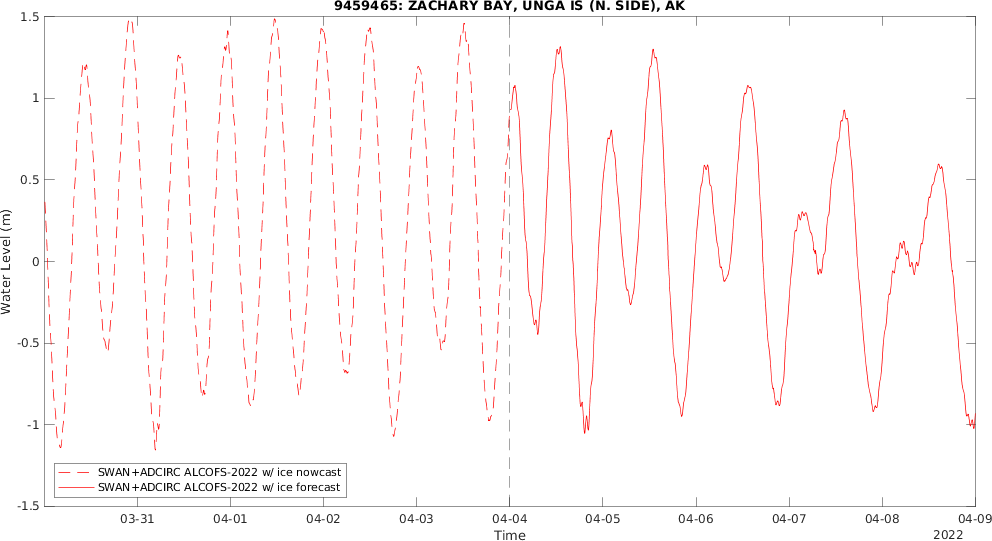 9459465: ZACHARY BAY, UNGA IS (N. SIDE), AK
Water Level (m)
1.5
1
0.5
0
-0.5
-1
-1.5
SWAN+ADCIRC ALCOFS-2022 w/ ice nowcast
SWAN+ADCIRC ALCOFS-2022 w/ ice forecast
03-31 04-01 04-02 04-03 04-04 04-05 04-06 04-07 04-08 04-09
Time
2022